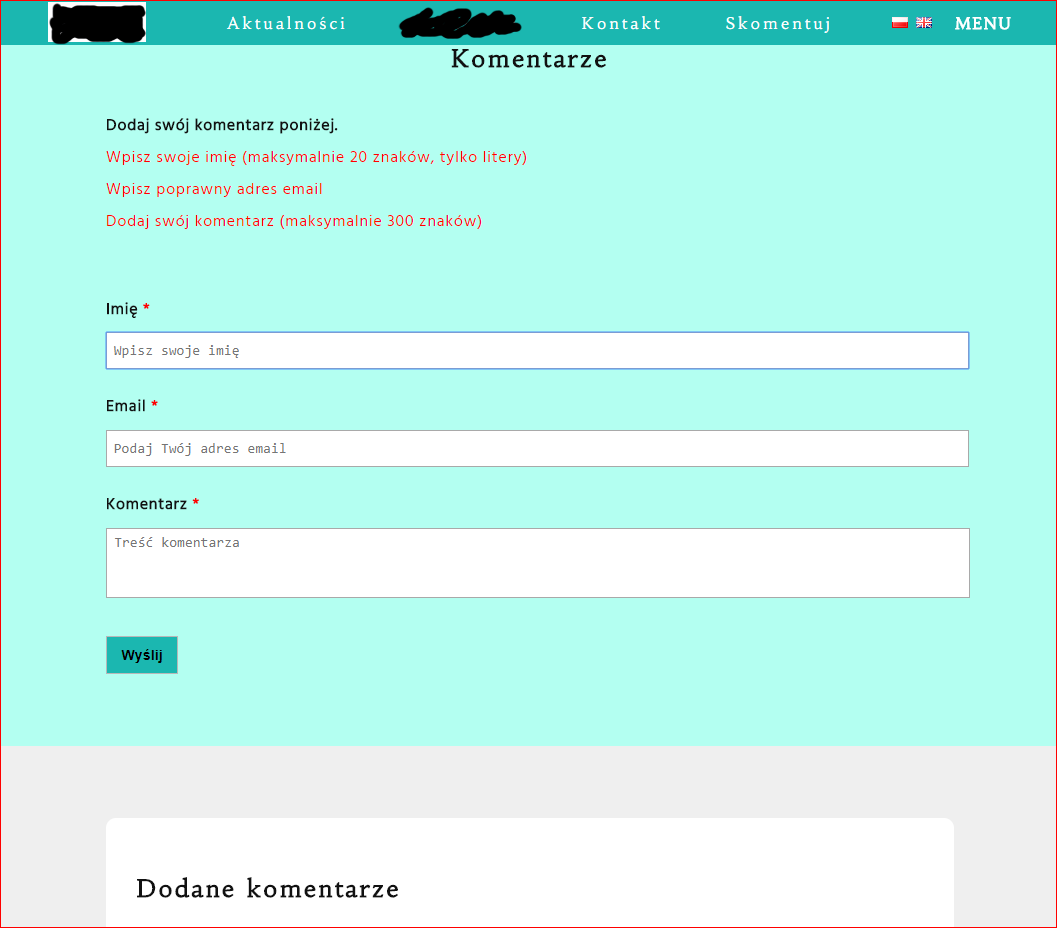 Aktualności Kontakt Skomentuj MENU
Komentarze
Dodaj swój komentarz poniżej.
Wpisz swoje imię (maksymalnie 20 znaków, tylko litery)
Wpisz poprawny adres email
Dodaj swój komentarz (maksymalnie 300 znaków)
Imię *
Wpisz swoje imię
Email *
Podaj Twój adres email
Komentarz *
Treść komentarza
Wyślij
Dodane komentarze